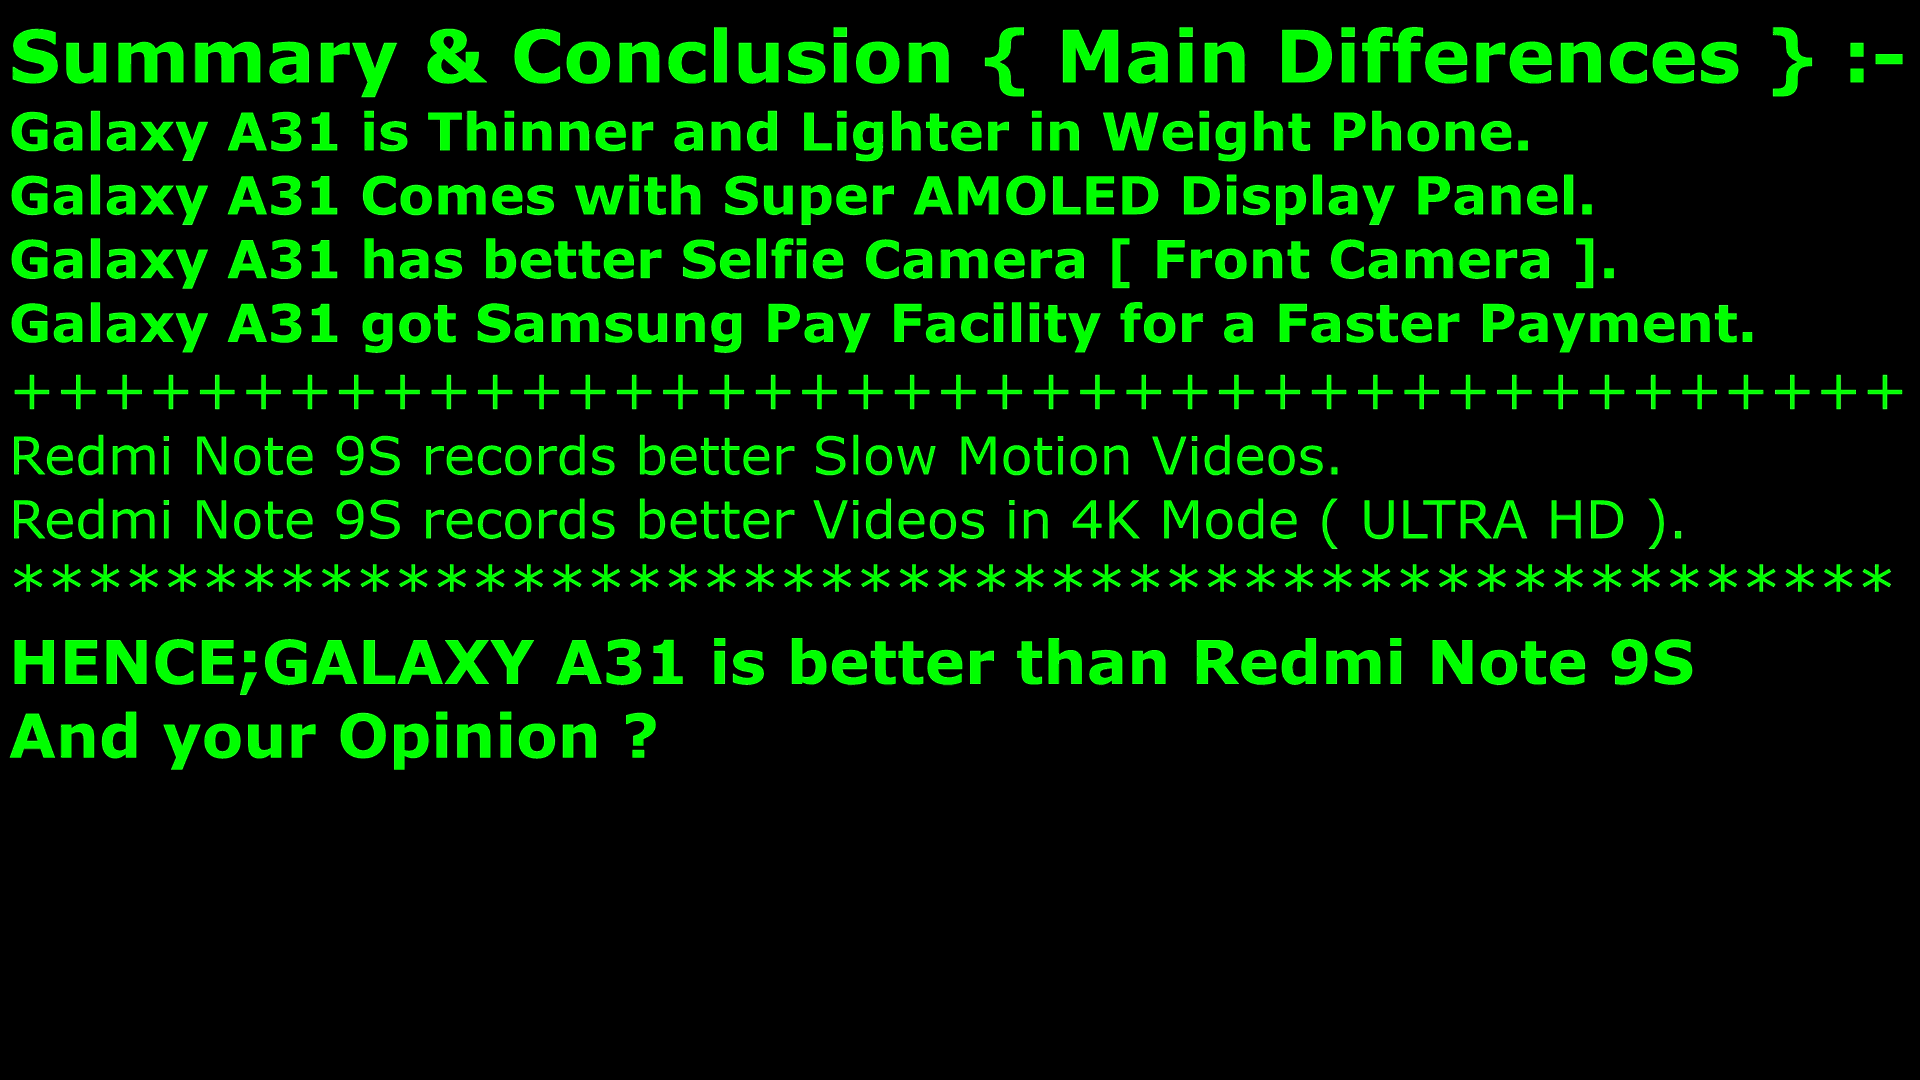 Summary & Conclusion { Main Differences } :-
Galaxy A31 is Thinner and Lighter in Weight Phone.
Galaxy A31 Comes with Super AMOLED Display Panel.
Galaxy A31 has better Selfie Camera [ Front Camera ].
Galaxy A31 got Samsung Pay Facility for a Faster Payment.
+++++++++++++++++++++++++++++++++++++++++
Redmi Note 9S records better Slow Motion Videos.
Redmi Note 9S records better Videos in 4K Mode ( ULTRA HD ).
*************************************************
HENCE;GALAXY A31 is better than Redmi Note 9S
And your Opinion ?